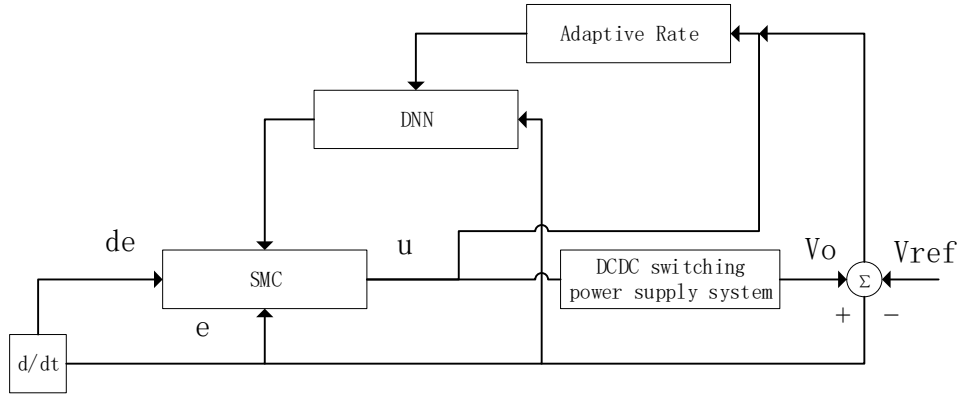 Adaptive Rate
DNN
de
u
SMC
DCDC switching
power supply system
Vo
Vref
Σ
+
−
e
d/dt